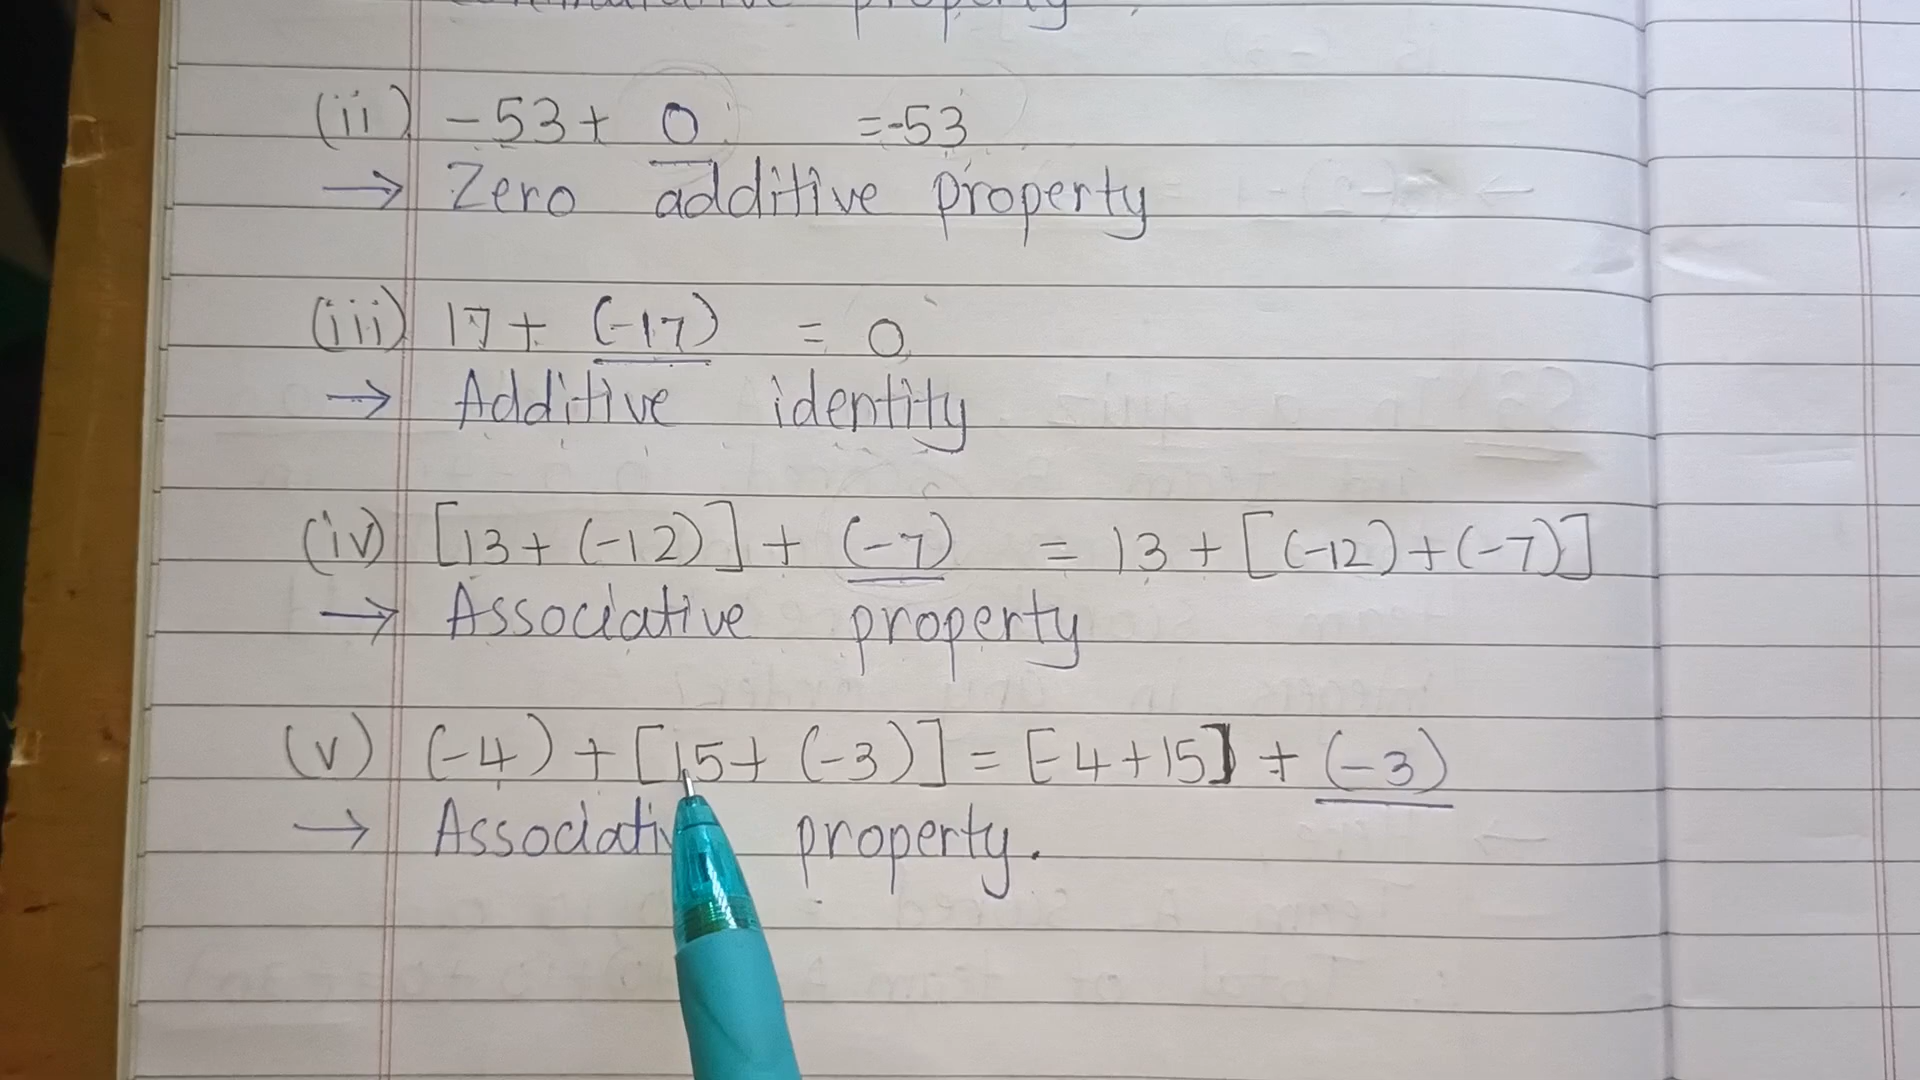 property.
(ii) -53 + 0 = -53
→ Zero additive property
(iii) 17 + (-17) = 0
→ Additive identity
(iv) [13 + (-12)] + (-7) = 13 + [(-12) + (-7)]
→ Associative property
(v) (-4) + [15 + (-3)] = [-4 + 15] + (-3)
→ property.